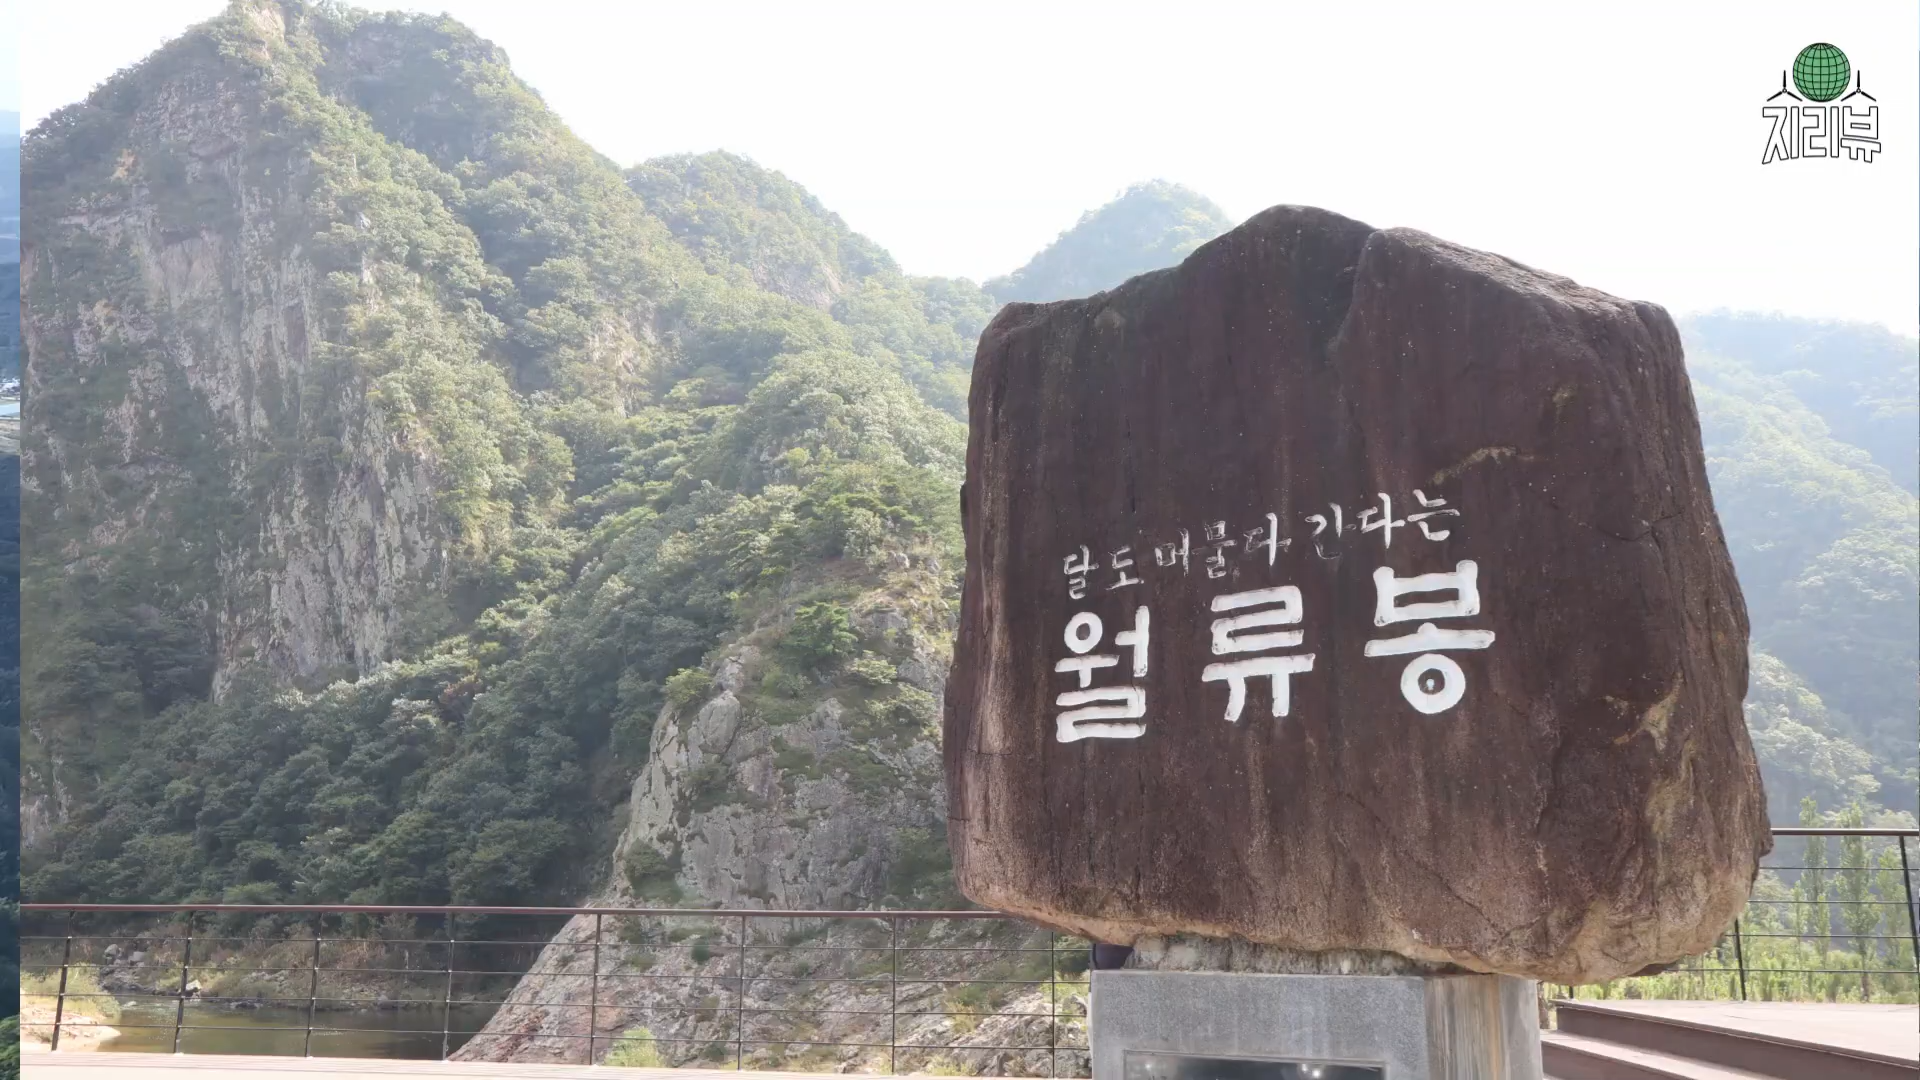 지리뷰
달도 머물다 간다는
월류봉